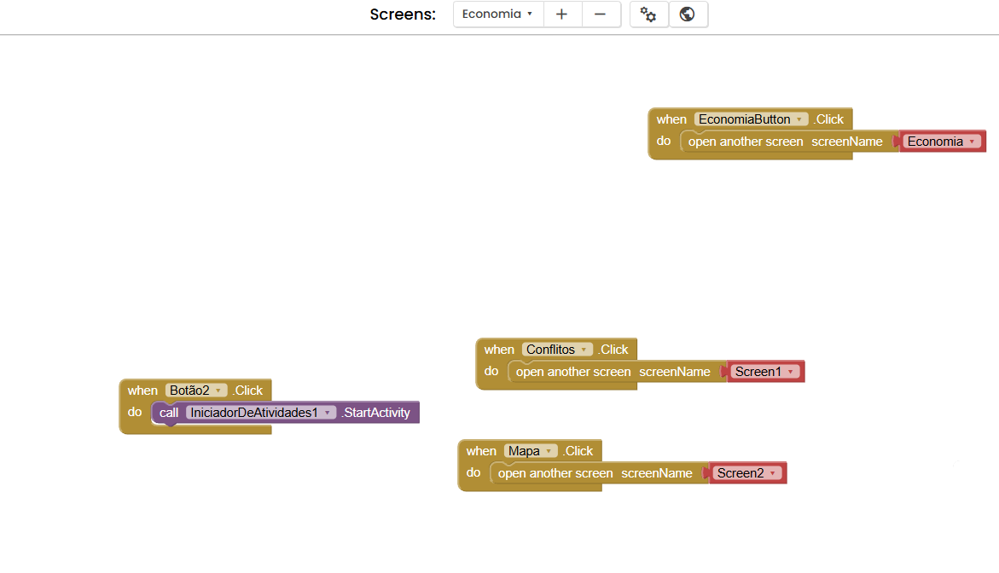 Screens: Economia
when EconomiaButton .Click
do open another screen screenName Economia
when Conflitos .Click
do open another screen screenName Screen1
when Botão2 .Click
do call IniciadorDeAtividades1 .StartActivity
when Mapa .Click
do open another screen screenName Screen2